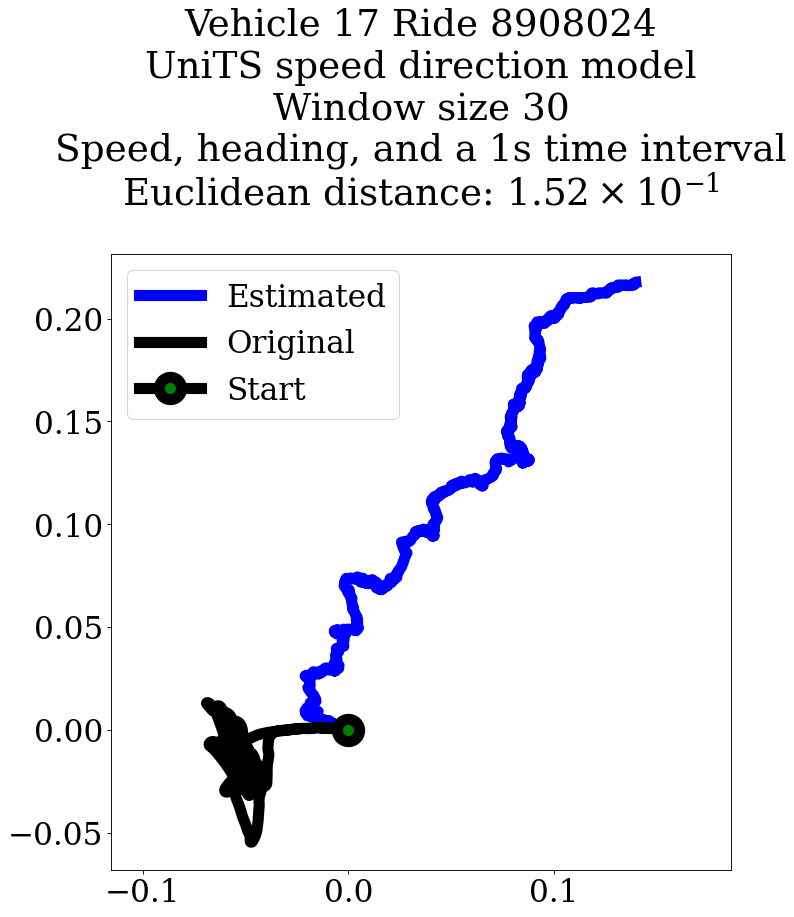 Vehicle 17 Ride 8908024
UniTS speed direction model
Window size 30
Speed, heading, and a 1s time interval
Euclidean distance: 1.52 × 10⁻¹
Estimated
Original
Start
0.20
0.15
0.10
0.05
0.00
−0.05
−0.1
0.0
0.1